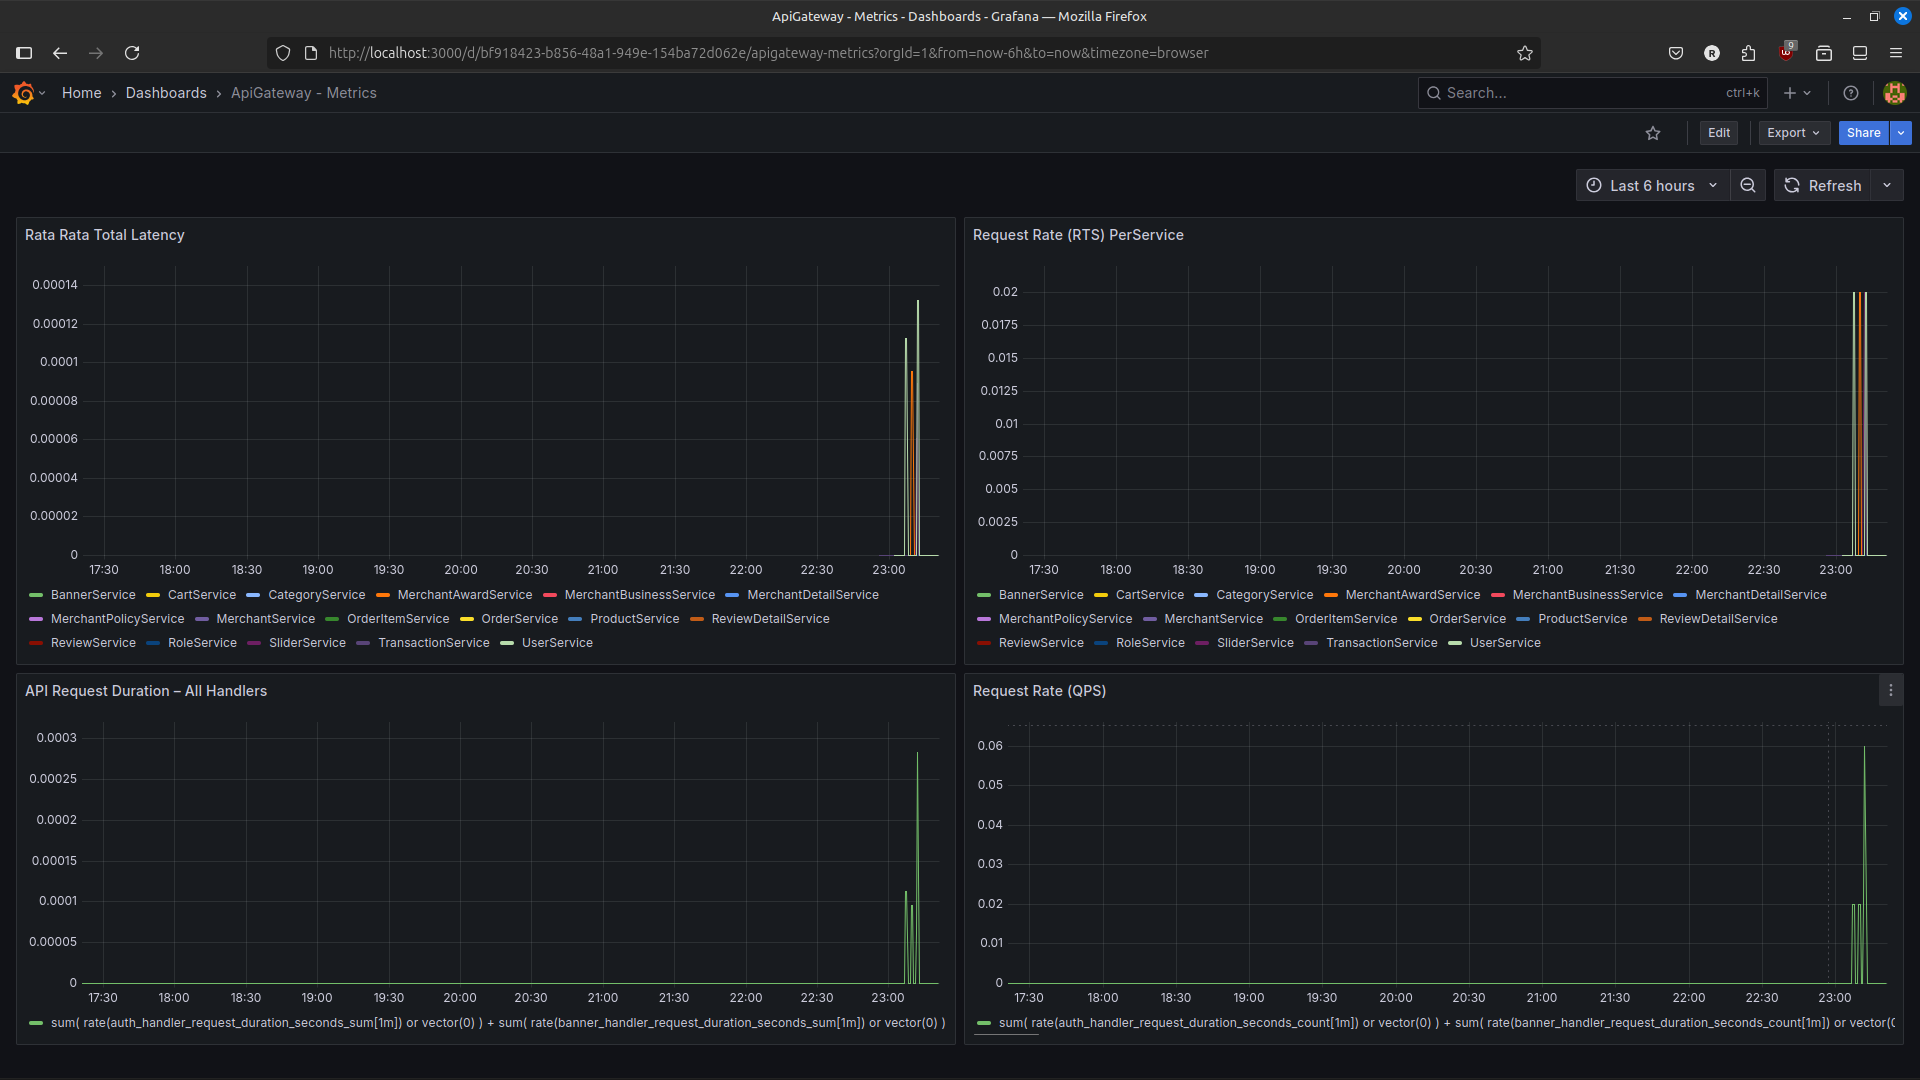 ApiGateway - Metrics - Dashboards - Grafana — Mozilla Firefox
http://localhost:3000/d/bf918423-b856-48a1-949e-154ba72d062e/apigateway-metrics?orgId=1&from=now-6h&to=now&timezone=browser
R
9
Home › Dashboards › ApiGateway - Metrics
Search... ctrl+k
Edit Export Share
Last 6 hours Refresh
Rata Rata Total Latency
0.00014
0.00012
0.0001
0.00008
0.00006
0.00004
0.00002
0
17:30 18:00 18:30 19:00 19:30 20:00 20:30 21:00 21:30 22:00 22:30 23:00
BannerService CartService CategoryService MerchantAwardService MerchantBusinessService MerchantDetailService
MerchantPolicyService MerchantService OrderItemService OrderService ProductService ReviewDetailService
ReviewService RoleService SliderService TransactionService UserService
Request Rate (RTS) PerService
0.02
0.0175
0.015
0.0125
0.01
0.0075
0.005
0.0025
0
17:30 18:00 18:30 19:00 19:30 20:00 20:30 21:00 21:30 22:00 22:30 23:00
BannerService CartService CategoryService MerchantAwardService MerchantBusinessService MerchantDetailService
MerchantPolicyService MerchantService OrderItemService OrderService ProductService ReviewDetailService
ReviewService RoleService SliderService TransactionService UserService
API Request Duration – All Handlers
0.0003
0.00025
0.0002
0.00015
0.0001
0.00005
0
17:30 18:00 18:30 19:00 19:30 20:00 20:30 21:00 21:30 22:00 22:30 23:00
sum( rate(auth_handler_request_duration_seconds_sum[1m]) or vector(0) ) + sum( rate(banner_handler_request_duration_seconds_sum[1m]) or vector(0) )
Request Rate (QPS)
0.06
0.05
0.04
0.03
0.02
0.01
0
17:30 18:00 18:30 19:00 19:30 20:00 20:30 21:00 21:30 22:00 22:30 23:00
sum( rate(auth_handler_request_duration_seconds_count[1m]) or vector(0) ) + sum( rate(banner_handler_request_duration_seconds_count[1m]) or vector(0